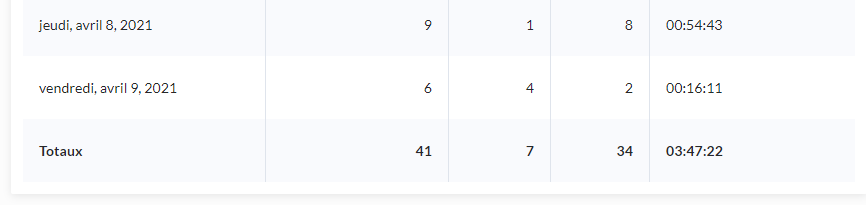 jeudi, avril 8, 2021 9 1 8 00:54:43
vendredi, avril 9, 2021 6 4 2 00:16:11
Totaux 41 7 34 03:47:22